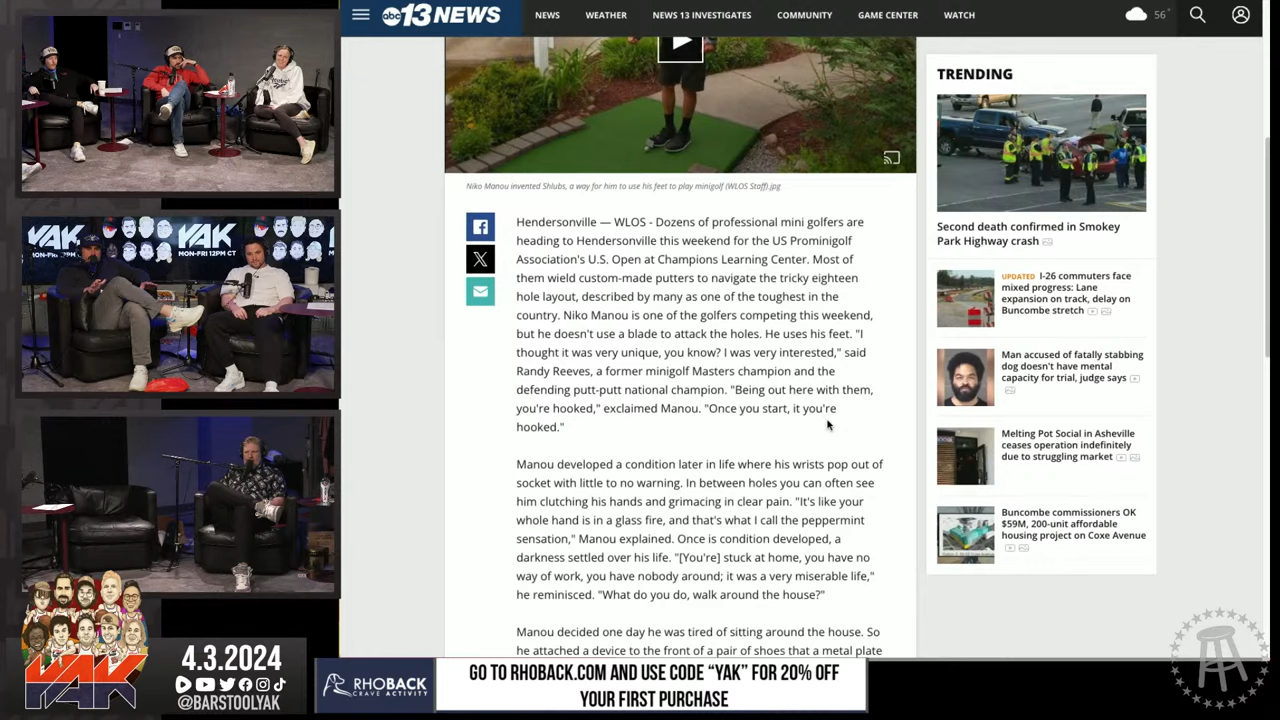 abc 13 NEWS
NEWS
WEATHER
NEWS 13 INVESTIGATES
COMMUNITY
GAME CENTER
WATCH
56°
Niko Manou invented Shlubs, a way for him to use his feet to play minigolf (WLOS Staff).jpg
Hendersonville — WLOS - Dozens of professional mini golfers are
heading to Hendersonville this weekend for the US Prominigolf
Association's U.S. Open at Champions Learning Center. Most of
them wield custom-made putters to navigate the tricky eighteen
hole layout, described by many as one of the toughest in the
country. Niko Manou is one of the golfers competing this weekend,
but he doesn't use a blade to attack the holes. He uses his feet. "I
thought it was very unique, you know? I was very interested," said
Randy Reeves, a former minigolf Masters champion and the
defending putt-putt national champion. "Being out here with them,
you're hooked," exclaimed Manou. "Once you start, it you're
hooked."
Manou developed a condition later in life where his wrists pop out of
socket with little to no warning. In between holes you can often see
him clutching his hands and grimacing in clear pain. "It's like your
whole hand is in a glass fire, and that's what I call the peppermint
sensation," Manou explained. Once is condition developed, a
darkness settled over his life. "[You're] stuck at home, you have no
way of work, you have nobody around; it was a very miserable life,"
he reminisced. "What do you do, walk around the house?"
Manou decided one day he was tired of sitting around the house. So
he attached a device to the front of a pair of shoes that a metal plate
TRENDING
Second death confirmed in Smokey
Park Highway crash
UPDATED I-26 commuters face
mixed progress: Lane
expansion on track, delay on
Buncombe stretch
Man accused of fatally stabbing
dog doesn't have mental
capacity for trial, judge says
Melting Pot Social in Asheville
ceases operation indefinitely
due to struggling market
Buncombe commissioners OK
$59M, 200-unit affordable
housing project on Coxe Avenue
YAK
MON-FRI 12PM CT
YAK
MON-FRI 12PM
YAK
4.3.2024
@BARSTOOLYAK
RHOBACK
CRAVE ACTIVITY
GO TO RHOBACK.COM AND USE CODE “YAK” FOR 20% OFF
YOUR FIRST PURCHASE